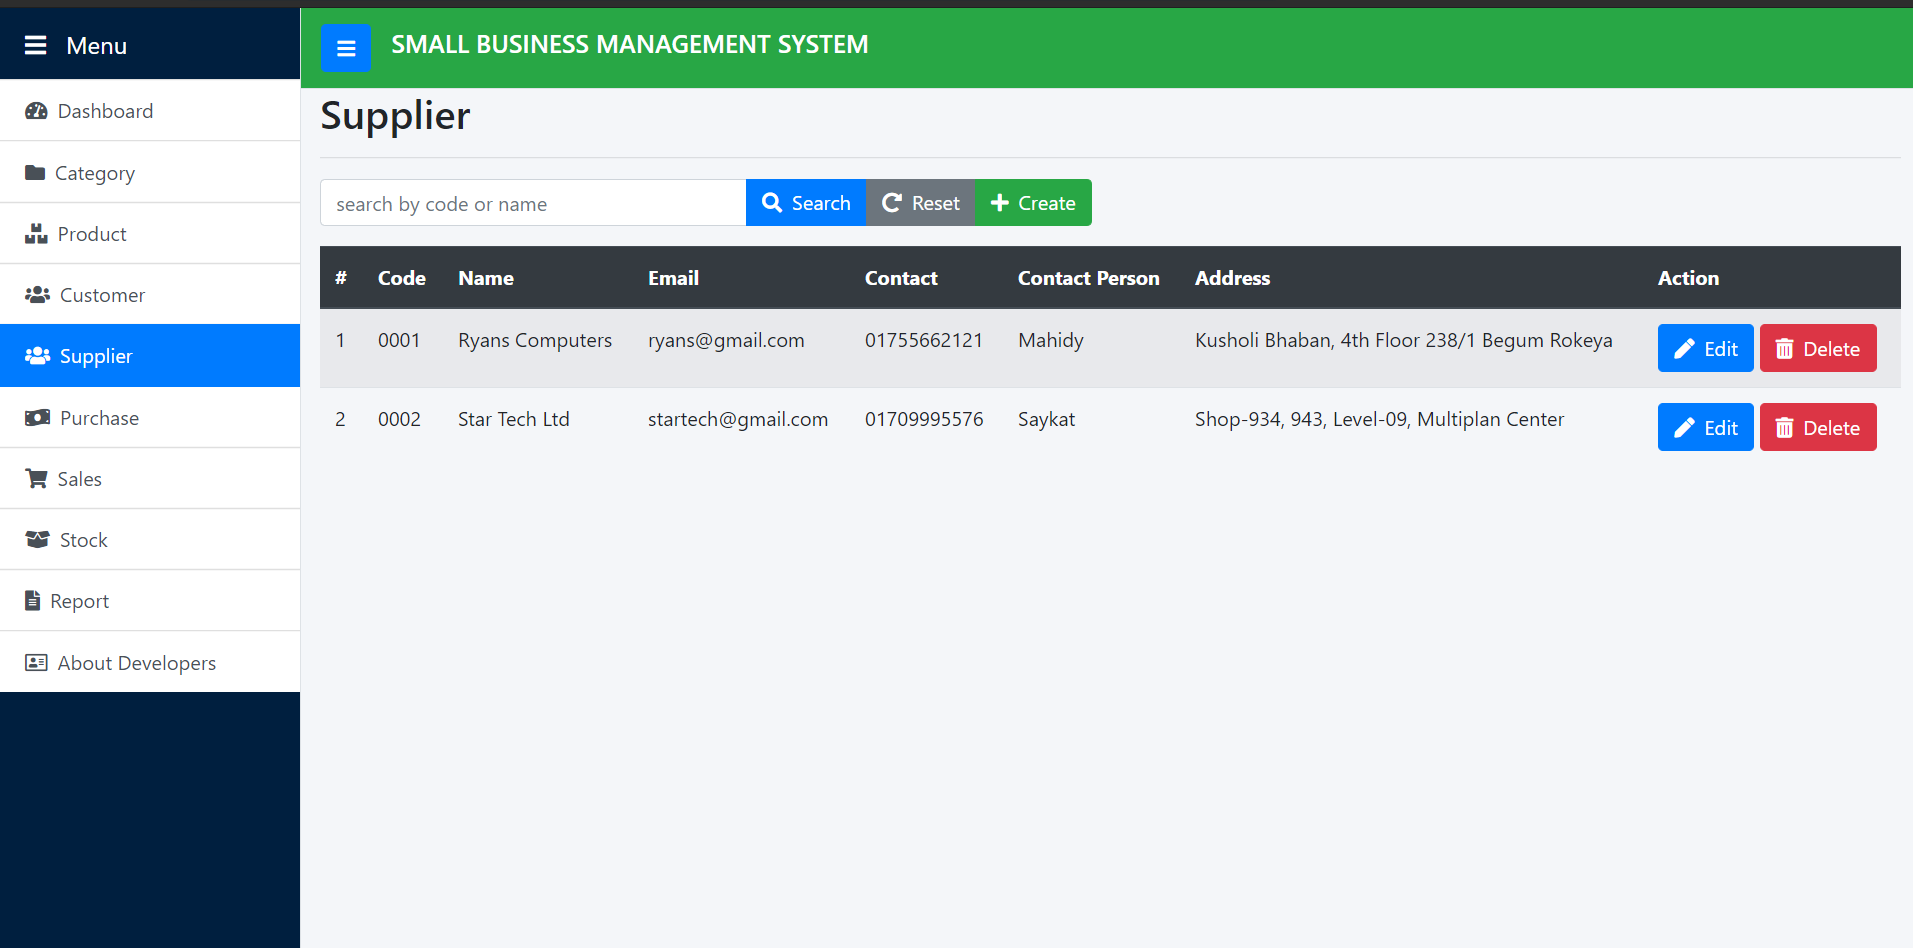 Menu
Dashboard
Category
Product
Customer
Supplier
Purchase
Sales
Stock
Report
About Developers
SMALL BUSINESS MANAGEMENT SYSTEM
Supplier
search by code or name Search Reset Create
# Code Name Email Contact Contact Person Address Action
1 0001 Ryans Computers ryans@gmail.com 01755662121 Mahidy Kusholi Bhaban, 4th Floor 238/1 Begum Rokeya Edit Delete
2 0002 Star Tech Ltd startech@gmail.com 01709995576 Saykat Shop-934, 943, Level-09, Multiplan Center Edit Delete